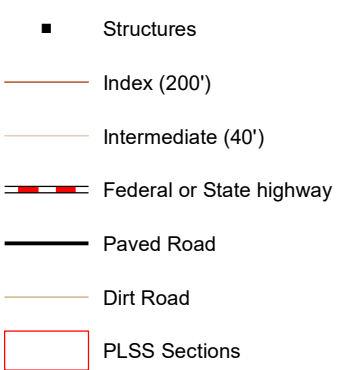 Structures
Index (200')
Intermediate (40')
Federal or State highway
Paved Road
Dirt Road
PLSS Sections